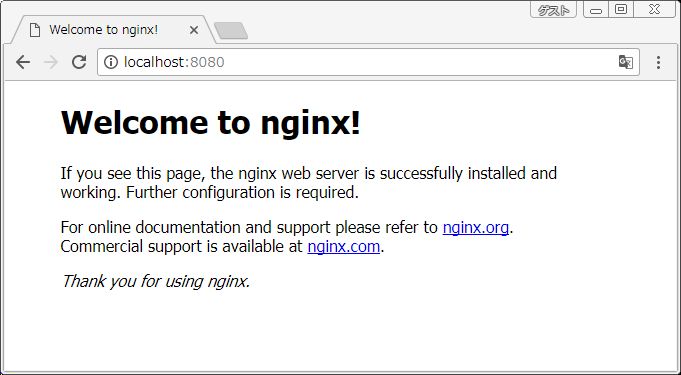 ゲスト
Welcome to nginx!
localhost:8080
Welcome to nginx!
If you see this page, the nginx web server is successfully installed and
working. Further configuration is required.
For online documentation and support please refer to nginx.org.
Commercial support is available at nginx.com.
Thank you for using nginx.